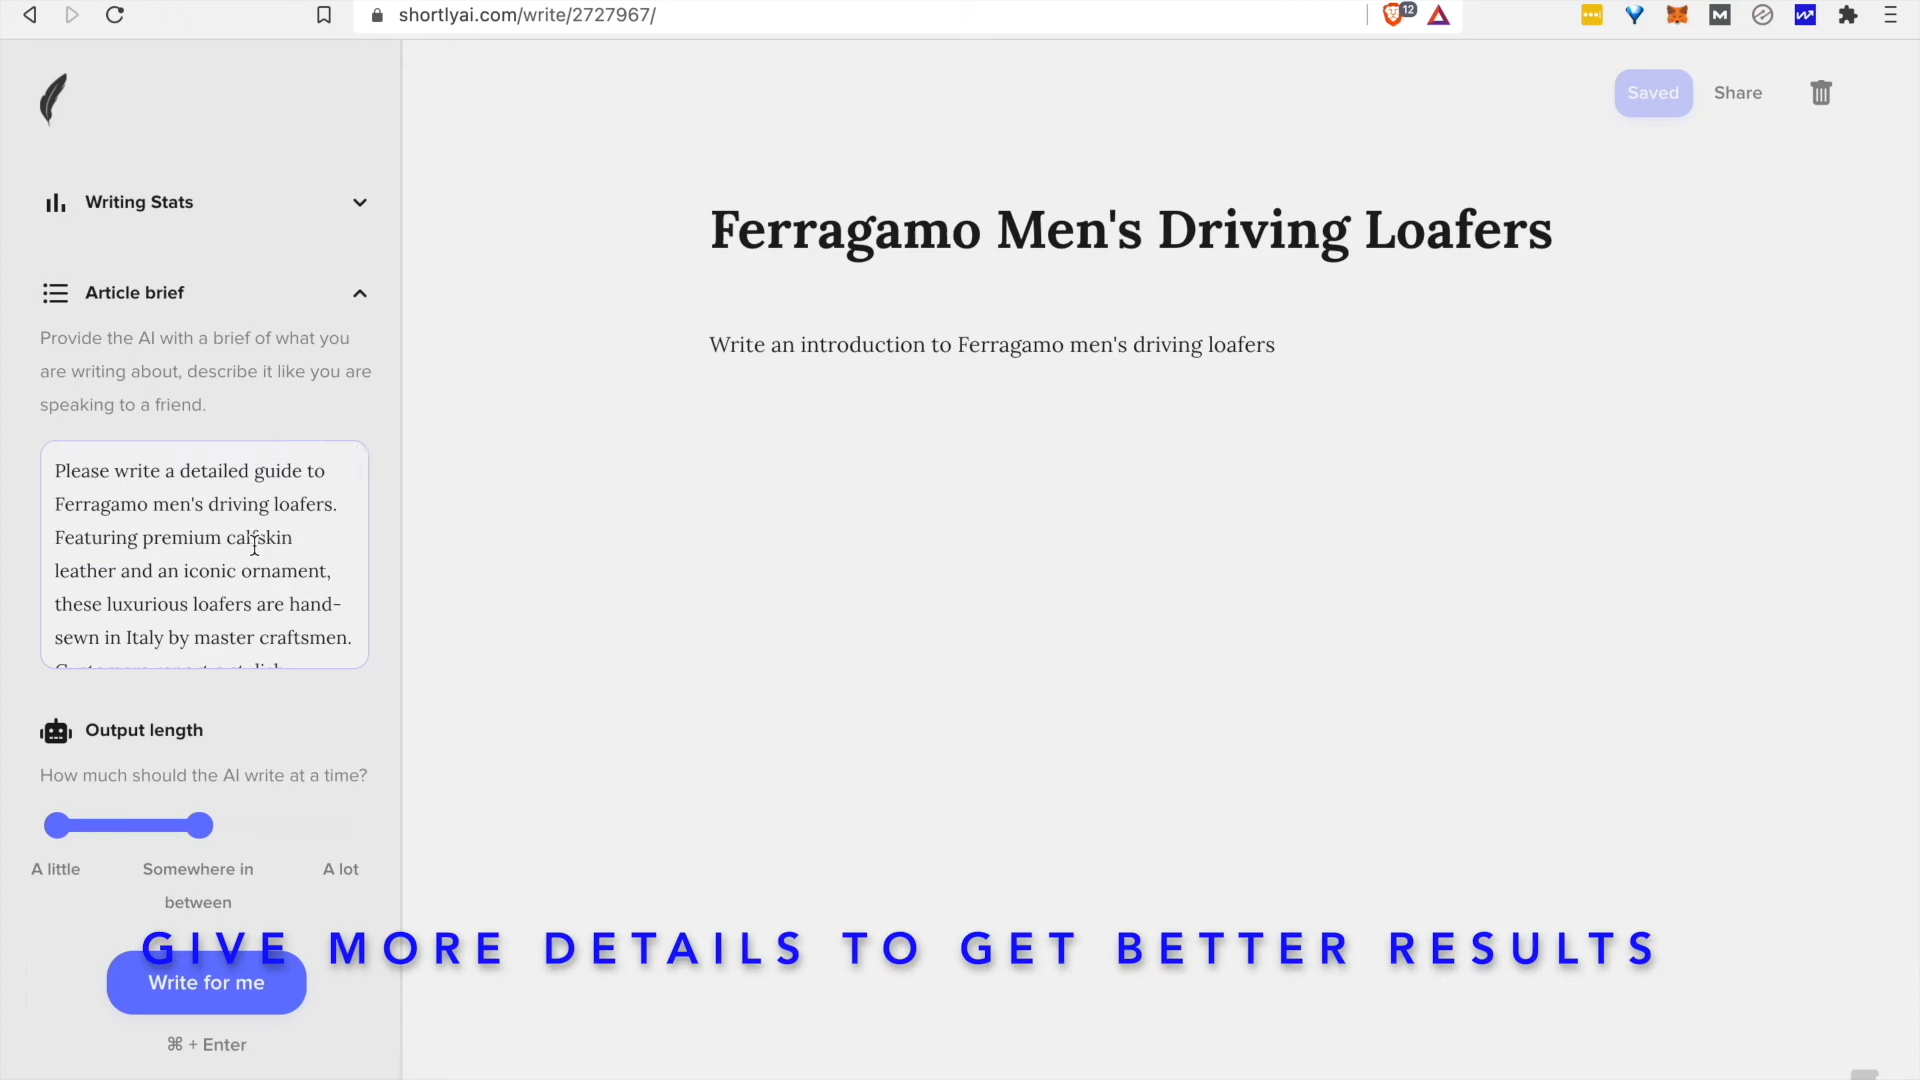 shortlyai.com/write/2727967/
12
Saved
Share
Writing Stats
Ferragamo Men's Driving Loafers
Article brief
Provide the AI with a brief of what you
are writing about, describe it like you are
speaking to a friend.
Write an introduction to Ferragamo men's driving loafers
Please write a detailed guide to
Ferragamo men's driving loafers.
Featuring premium calfskin
leather and an iconic ornament,
these luxurious loafers are hand-
sewn in Italy by master craftsmen.
Output length
How much should the AI write at a time?
A little
Somewhere in
between
A lot
GIVE MORE DETAILS TO GET BETTER RESULTS
Write for me
⌘ + Enter